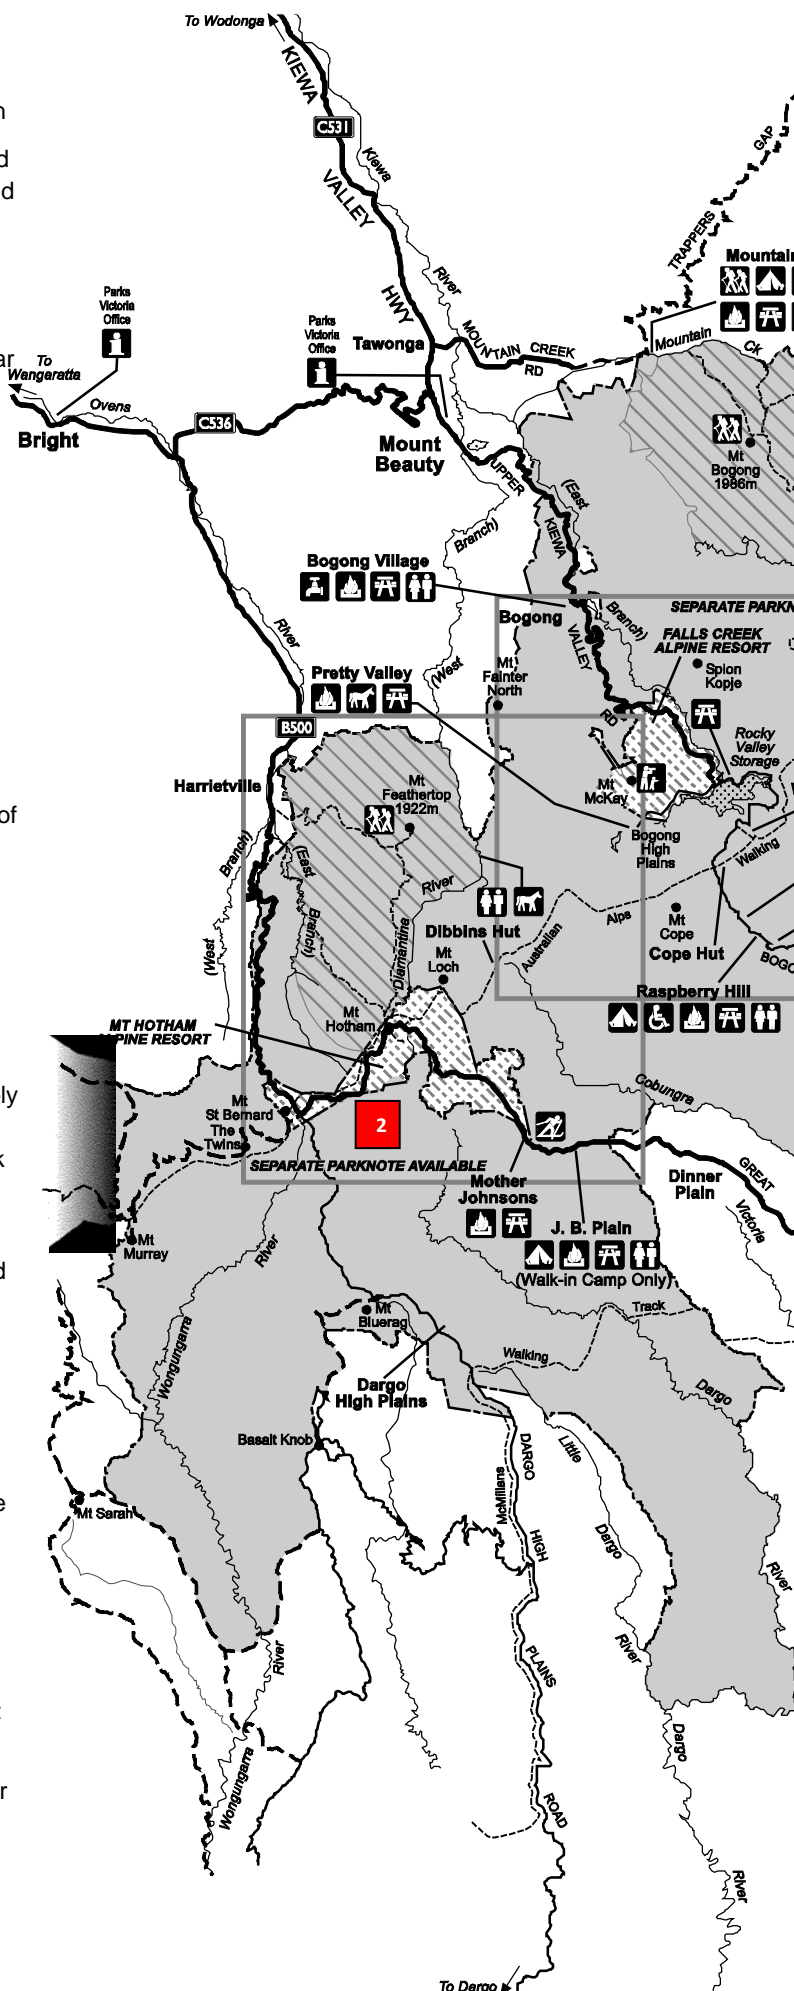 To Wodonga
KIEWA
C531
Kiewa
VALLEY
GAP
TRAPPERS
River
HWY
Mountain
Parks
Victoria
Office
Parks
Victoria
Office
Tawonga
MOUNTAIN CREEK
RD
Mountain
Ck
ar
To
Wangaratta
Ovens
C536
Bright
Mount
Beauty
UPPER
Mt
Bogong
1986m
(East
KIEWA
Branch)
Bogong Village
Bogong
Branch)
SEPARATE PARKN
VALLEY
FALLS CREEK
ALPINE RESORT
River
(West
Mt
Fainter
North
Spion
Kopje
Pretty Valley
RD
B500
Rocky
Valley
Storage
Harrietville
Mt
Feathertop
1922m
Mt
McKay
of
Bogong
High
Plains
Walking
Branch)
(East
River
Branch)
Alps
Mt
Cope
Dibbins Hut
Australian
Diamantina
(West
Mt
Loch
Cope Hut
BOGO
Raspberry Hill
Mt
Hotham
MT HOTHAM
ALPINE RESORT
Cobungra
ply
Mt
St Bernard
The
Twins
2
k
SEPARATE PARKNOTE AVAILABLE
Mother
Johnsons
Dinner
Plain
GREAT
Victoria
J. B. Plain
(Walk-in Camp Only)
Mt
Murray
River
d
Mt
Bluerag
Track
Wongungarra
Walking
Dargo
High Plains
Dargo
Basalt Knob
DARGO
Little
McMillans
Mt Sarah
e
HIGH
Dargo
River
River
River
PLAINS
Dargo
Wongungarra
ROAD
r
River
To Dargo